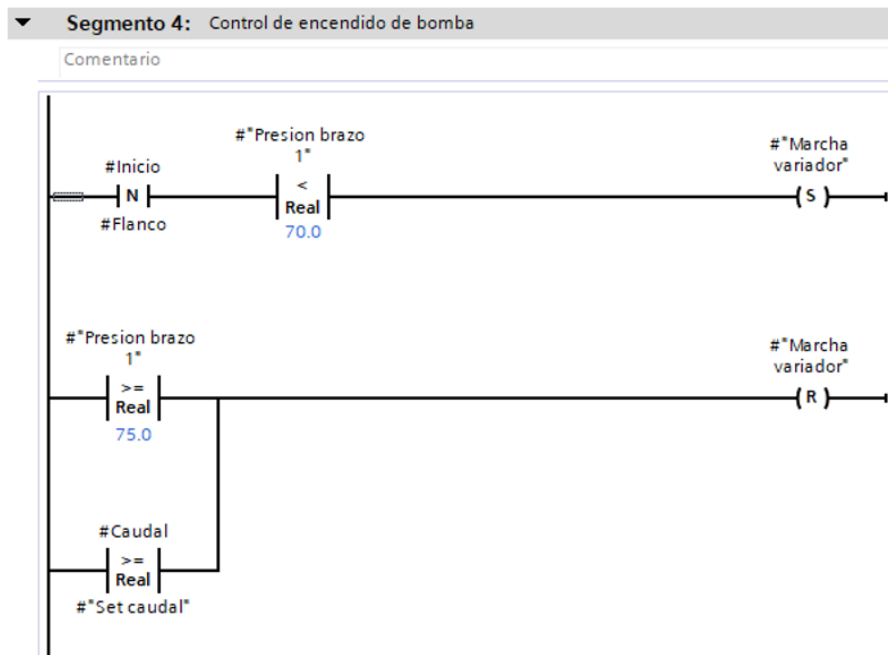 Segmento 4: Control de encendido de bomba
Comentario
#Inicio
N
#Flanco
#"Presion brazo
1"
<
Real
70.0
#"Marcha
variador"
S
#"Presion brazo
1"
>=
Real
75.0
#"Marcha
variador"
R
#Caudal
>=
Real
#"Set caudal"